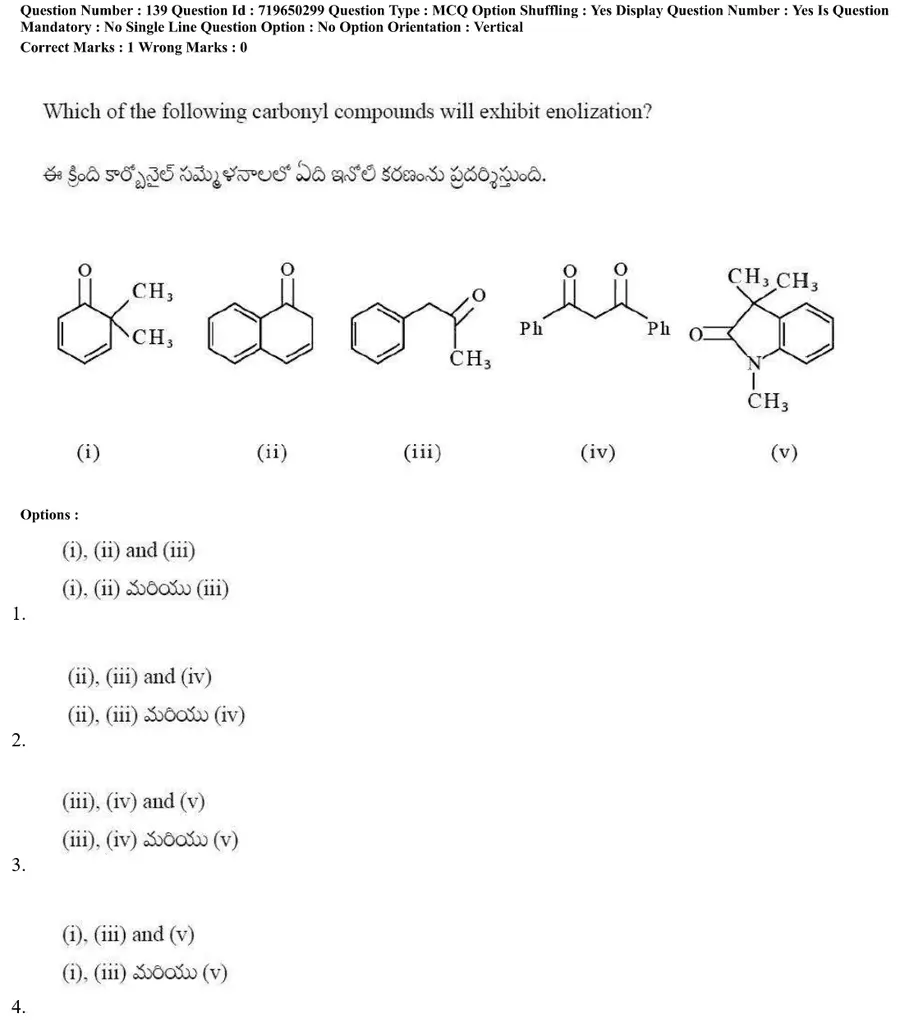 Question Number : 139 Question Id : 719650299 Question Type : MCQ Option Shuffling : Yes Display Question Number : Yes Is Question
Mandatory : No Single Line Question Option : No Option Orientation : Vertical
Correct Marks : 1 Wrong Marks : 0
Which of the following carbonyl compounds will exhibit enolization?
ఈ క్రింది కార్బోనైల్ సమ్మేళనాలలో ఏది ఇనోలీ కరణంను ప్రదర్శిస్తుంది.
O CH3 CH3
O
O CH3
O O Ph Ph
CH3 CH3 O N CH3
(i) (ii) (iii) (iv) (v)
Options :
(i), (ii) and (iii)
(i), (ii) మరియు (iii)
1.
(ii), (iii) and (iv)
(ii), (iii) మరియు (iv)
2.
(iii), (iv) and (v)
(iii), (iv) మరియు (v)
3.
(i), (iii) and (v)
(i), (iii) మరియు (v)
4.